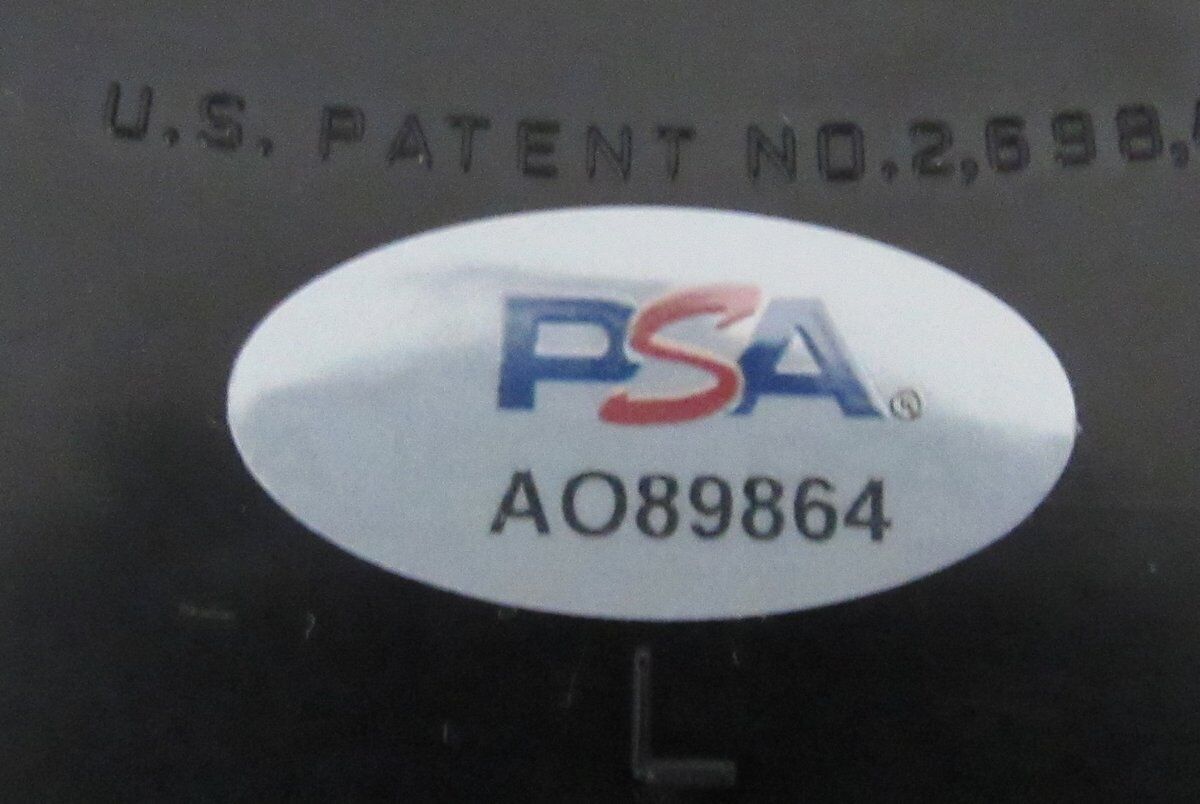 U.S. PATENT NO.2,698,
PSA®
AO89864
L